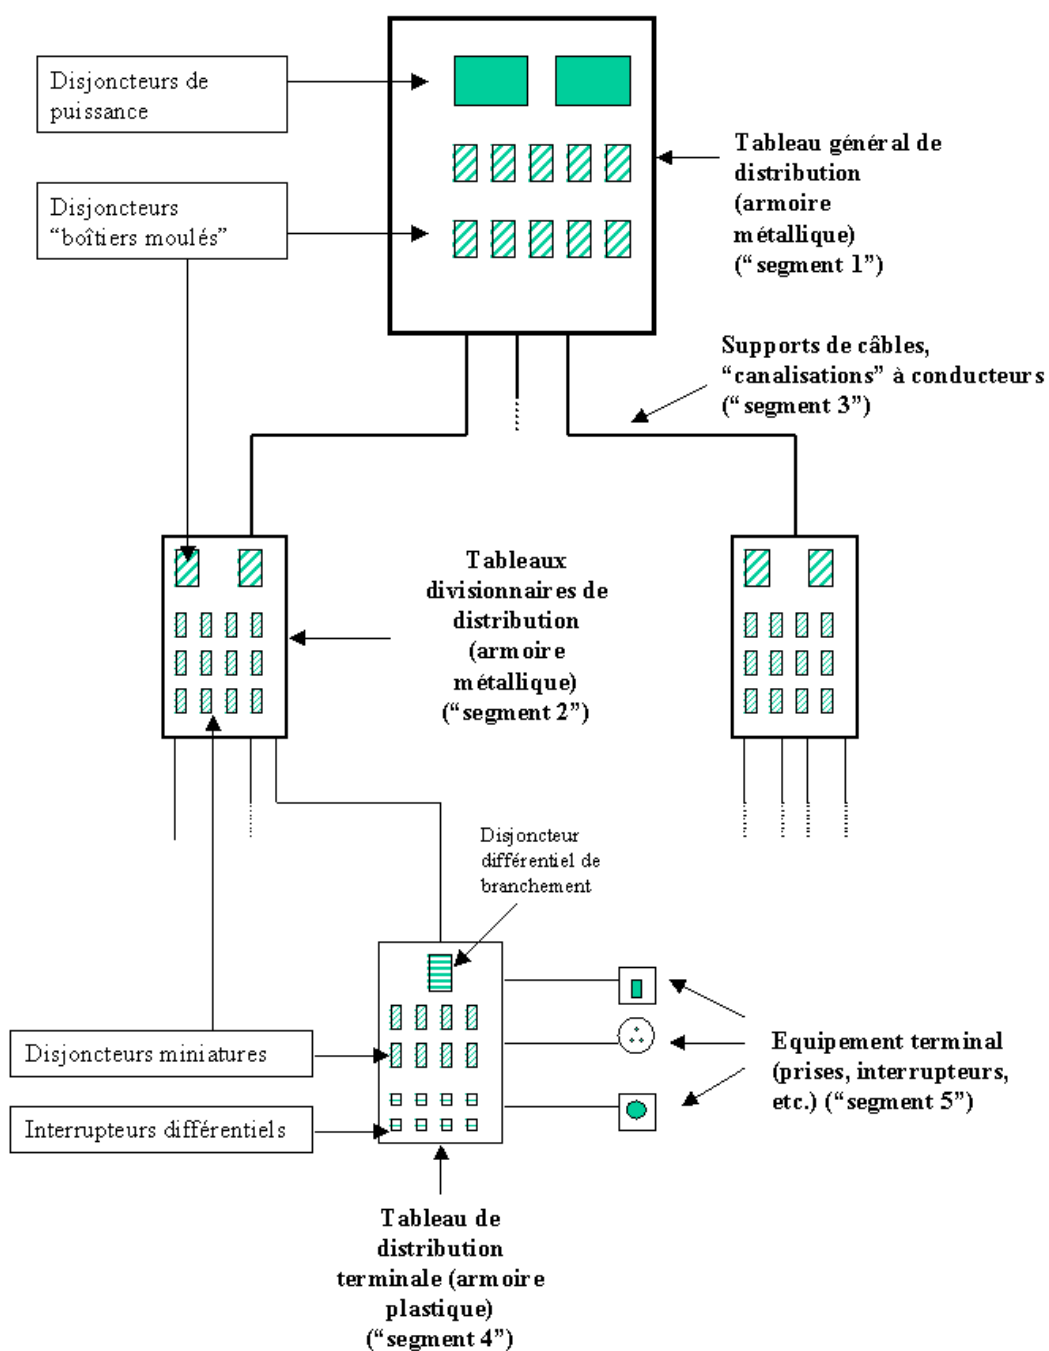 Disjoncteurs de
puissance
Disjoncteurs
“boîtiers moulés”
Tableau général de
distribution
(armoire
métallique)
(“segment 1”)
Supports de câbles,
“canalisations” à conducteurs
(“segment 3”)
Tableaux
divisionnaires de
distribution
(armoire
métallique)
(“segment 2”)
Disjoncteur
différentiel de
branchement
Disjoncteurs miniatures
Interrupteurs différentiels
Equipement terminal
(prises, interrupteurs,
etc.) (“segment 5”)
Tableau de
distribution
terminale (armoire
plastique)
(“segment 4”)